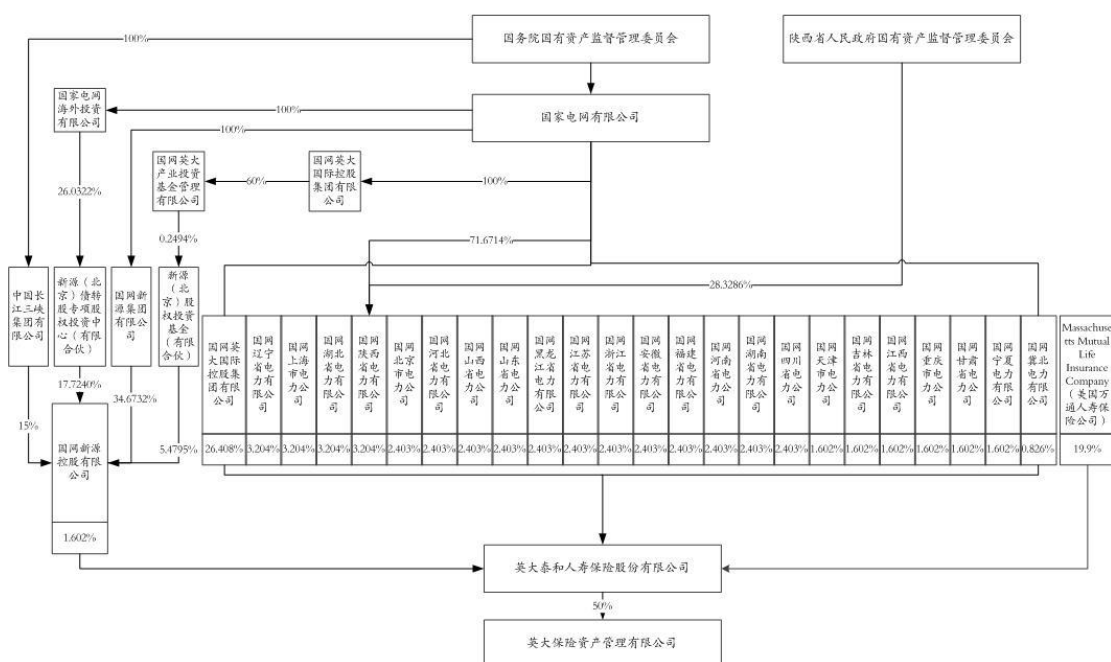 国务院国有资产监督管理委员会
陕西省人民政府国有资产监督管理委员会
100%
国家电网
海外投资
有限公司
100%
国家电网有限公司
100%
国网英大
产业投资
基金管理
有限公司
60%
国网英大
国际控股
集团有限
公司
100%
26.0322%
0.2494%
71.6714%
28.3286%
中国长
江三峡
集团有
限公司
新源（北
京）债转
股专项股
权投资中
心（有限
合伙）
国网新
源集团
有限公
司
新源
（北
京）股
权投资
基金（有
限合伙）
17.7240%
15%
34.6732%
5.4795%
国网新源
控股有限
公司
1.602%
国网英
大国际
控股集
团有限
公司
26.408%
国网
辽宁
省电
力有
限公
司
3.204%
国网
上海
市电
力公
司
3.204%
国网
湖北
省电
力有
限公
司
3.204%
国网
陕西
省电
力有
限公
司
3.204%
国网
北京
市电
力公
司
2.403%
国网
河北
省电
力有
限公
司
2.403%
国网
山西
省电
力公
司
2.403%
国网
山东
省电
力公
司
2.403%
国网
黑龙
江省
电力
有限
公司
2.403%
国网
江苏
省电
力有
限公
司
2.403%
国网
浙江
省电
力有
限公
司
2.403%
国网
安徽
省电
力有
限公
司
2.403%
国网
福建
省电
力有
限公
司
2.403%
国网
河南
省电
力公
司
2.403%
国网
湖南
省电
力有
限公
司
2.403%
国网
四川
省电
力公
司
2.403%
国网
天津
市电
力公
司
1.602%
国网
吉林
省电
力有
限公
司
1.602%
国网
江西
省电
力有
限公
司
1.602%
国网
重庆
市电
力公
司
1.602%
国网
甘肃
省电
力公
司
1.602%
国网
宁夏
电力
有限
公司
1.602%
国网
冀北
电力
有限
公司
0.826%
Massachuse
tts Mutual
Life
Insurance
Company
（美国万
通人寿保
险公司）
19.9%
英大泰和人寿保险股份有限公司
50%
英大保险资产管理有限公司